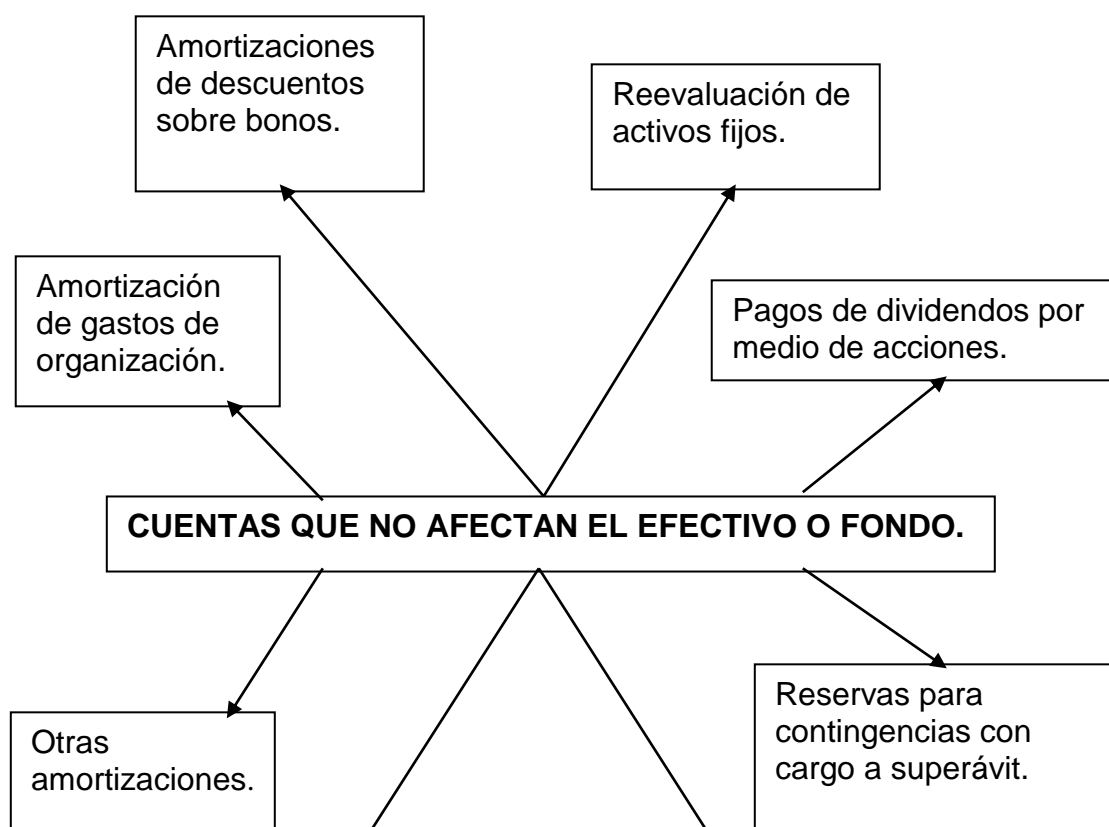 Amortizaciones
de descuentos
sobre bonos.
Reevaluación de
activos fijos.
Amortización
de gastos de
organización.
Pagos de dividendos por
medio de acciones.
CUENTAS QUE NO AFECTAN EL EFECTIVO O FONDO.
Otras
amortizaciones.
Reservas para
contingencias con
cargo a superávit.